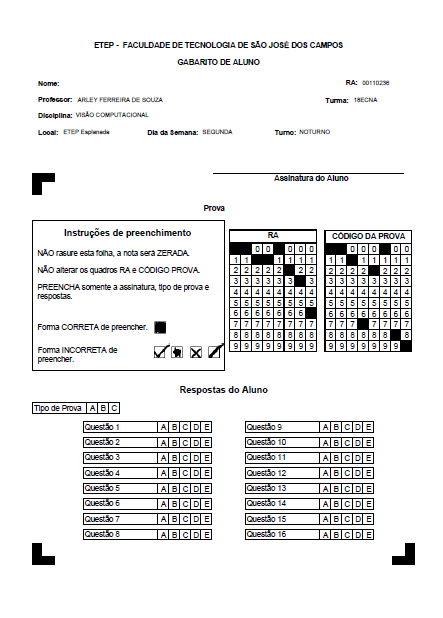 ETEP - FACULDADE DE TECNOLOGIA DE SÃO JOSÉ DOS CAMPOS
GABARITO DE ALUNO
Nome: RA: 00110236
Professor: ARLEY FERREIRA DE SOUZA Turma: 18ECNA
Disciplina: VISÃO COMPUTACIONAL
Local: ETEP Esplanada Dia da Semana: SEGUNDA Turno: NOTURNO
Assinatura do Aluno
Prova
Instruções de preenchimento
NÃO rasure esta folha, a nota será ZERADA.
NÃO alterar os quadros RA e CÓDIGO PROVA.
PREENCHA somente a assinatura, tipo de prova e
respostas.
Forma CORRETA de preencher.
Forma INCORRETA de
preencher.
RA
0 0 0 0 0
1 1 1 1 1 1
2 2 2 2 2 2 2
3 3 3 3 3 3 3
4 4 4 4 4 4 4 4
5 5 5 5 5 5 5 5
6 6 6 6 6 6 6
7 7 7 7 7 7 7 7
8 8 8 8 8 8 8 8
9 9 9 9 9 9 9 9
CÓDIGO DA PROVA
0 0 0 0 0
1 1 1 1 1 1 1
2 2 2 2 2 2 2
3 3 3 3 3 3 3 3
4 4 4 4 4 4 4 4
5 5 5 5 5 5 5 5
6 6 6 6 6 6 6 6
7 7 7 7 7 7 7
8 8 8 8 8 8 8
9 9 9 9 9 9 9
Respostas do Aluno
Tipo de Prova A B C
Questão 1 A B C D E
Questão 2 A B C D E
Questão 3 A B C D E
Questão 4 A B C D E
Questão 5 A B C D E
Questão 6 A B C D E
Questão 7 A B C D E
Questão 8 A B C D E
Questão 9 A B C D E
Questão 10 A B C D E
Questão 11 A B C D E
Questão 12 A B C D E
Questão 13 A B C D E
Questão 14 A B C D E
Questão 15 A B C D E
Questão 16 A B C D E